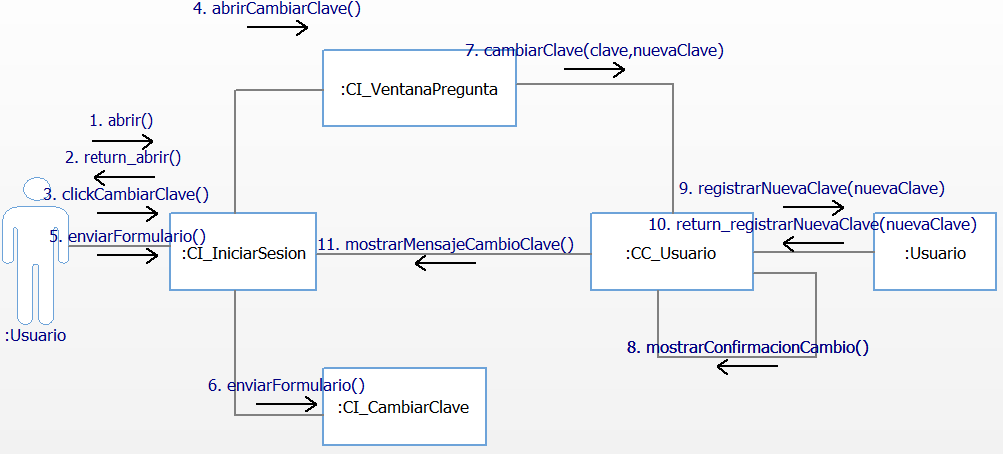 4. abrirCambiarClave()
7. cambiarClave(clave,nuevaClave)
:CI_VentanaPregunta
1. abrir()
2. return_abrir()
3. clickCambiarClave()
9. registrarNuevaClave(nuevaClave)
10. return_registrarNuevaClave(nuevaClave)
5. enviarFormulario()
11. mostrarMensajeCambioClave()
:CI_IniciarSesion
:CC_Usuario
:Usuario
:Usuario
8. mostrarConfirmacionCambio()
6. enviarFormulario()
:CI_CambiarClave